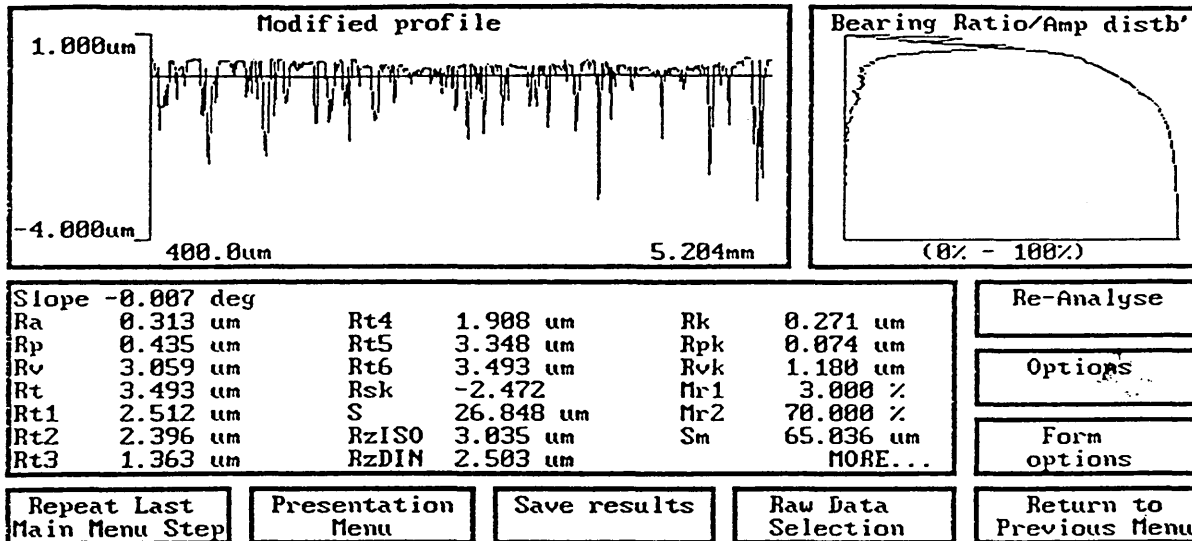 Modified profile
1.000um
-4.000um
400.0um 5.204mm
Bearing Ratio/Amp distb'
(0% - 100%)
Slope -0.007 deg
Ra 0.313 um Rt4 1.908 um Rk 0.271 um
Rp 0.435 um Rt5 3.348 um Rpk 0.074 um
Rv 3.059 um Rt6 3.493 um Rvk 1.180 um
Rt 3.493 um Rsk -2.472 Mr1 3.000 %
Rt1 2.512 um S 26.848 um Mr2 70.000 %
Rt2 2.396 um RzISO 3.035 um Sm 65.036 um
Rt3 1.363 um RzDIN 2.503 um MORE...
Re-Analyse
Options
Form
options
Repeat Last
Main Menu Step
Presentation
Menu
Save results
Raw Data
Selection
Return to
Previous Menu